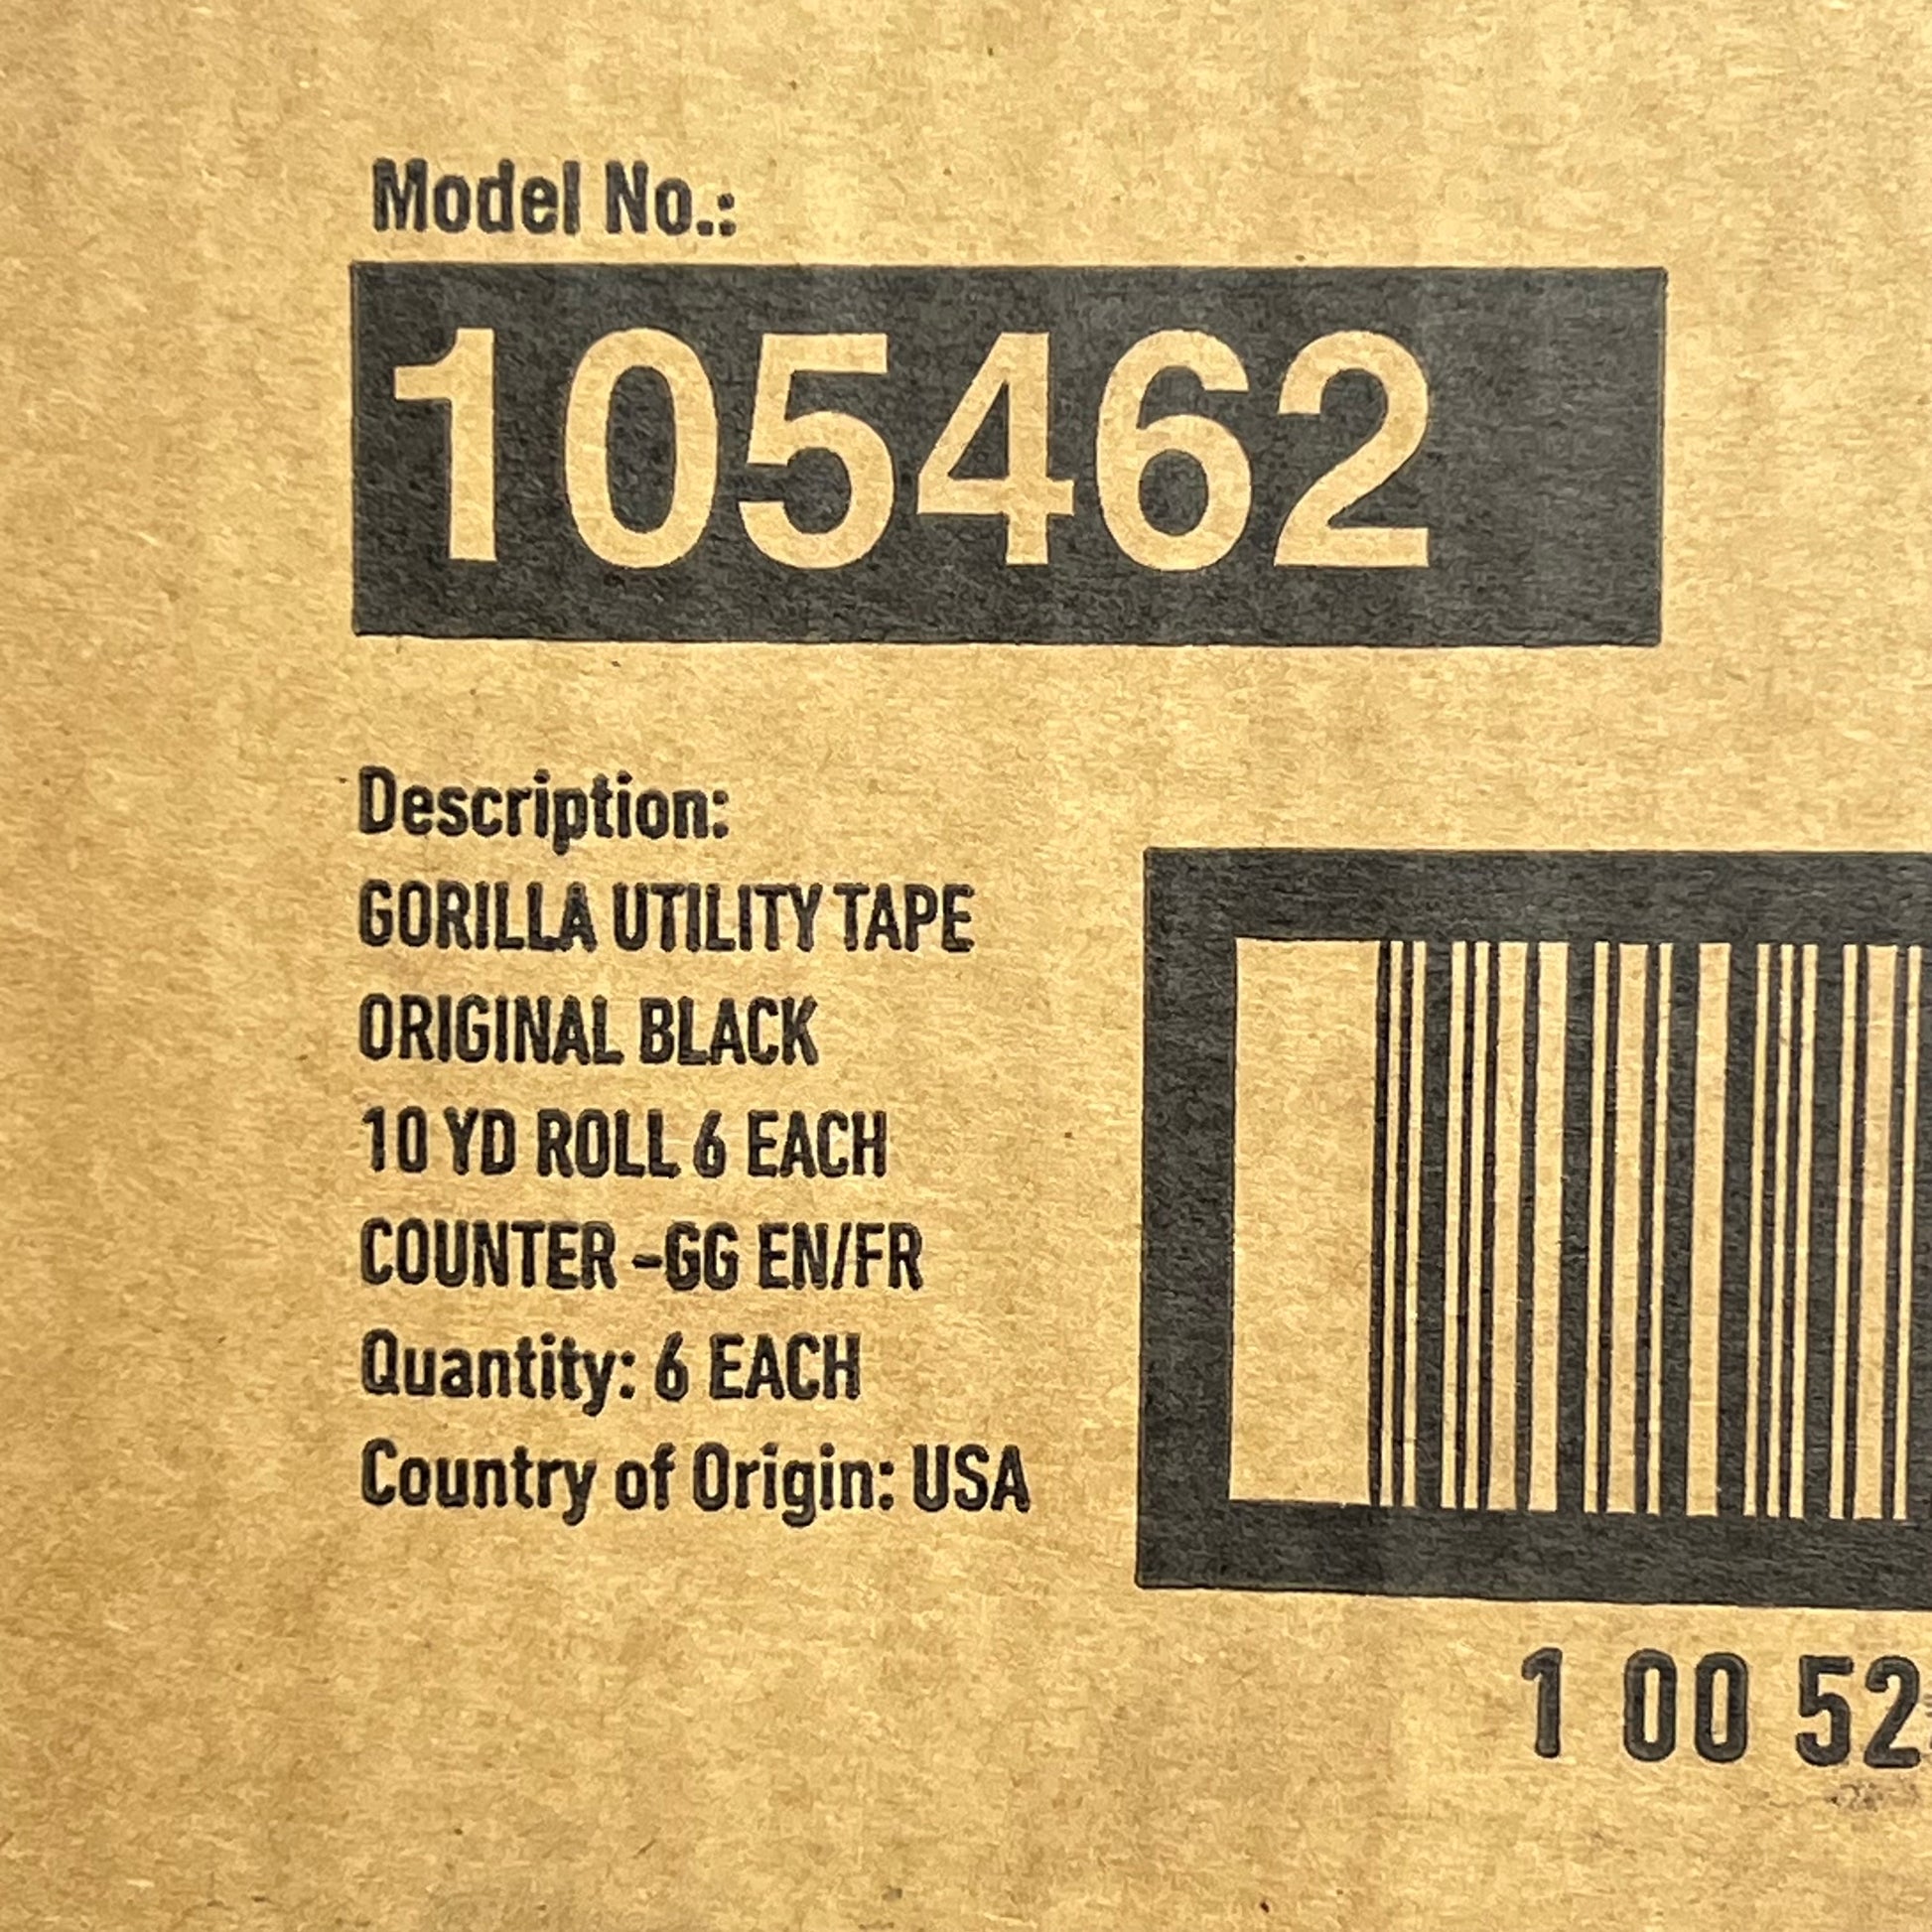 Model No.:
105462
Description:
GORILLA UTILITY TAPE
ORIGINAL BLACK
10 YD ROLL 6 EACH
COUNTER -GG EN/FR
Quantity: 6 EACH
Country of Origin: USA
1 00 52